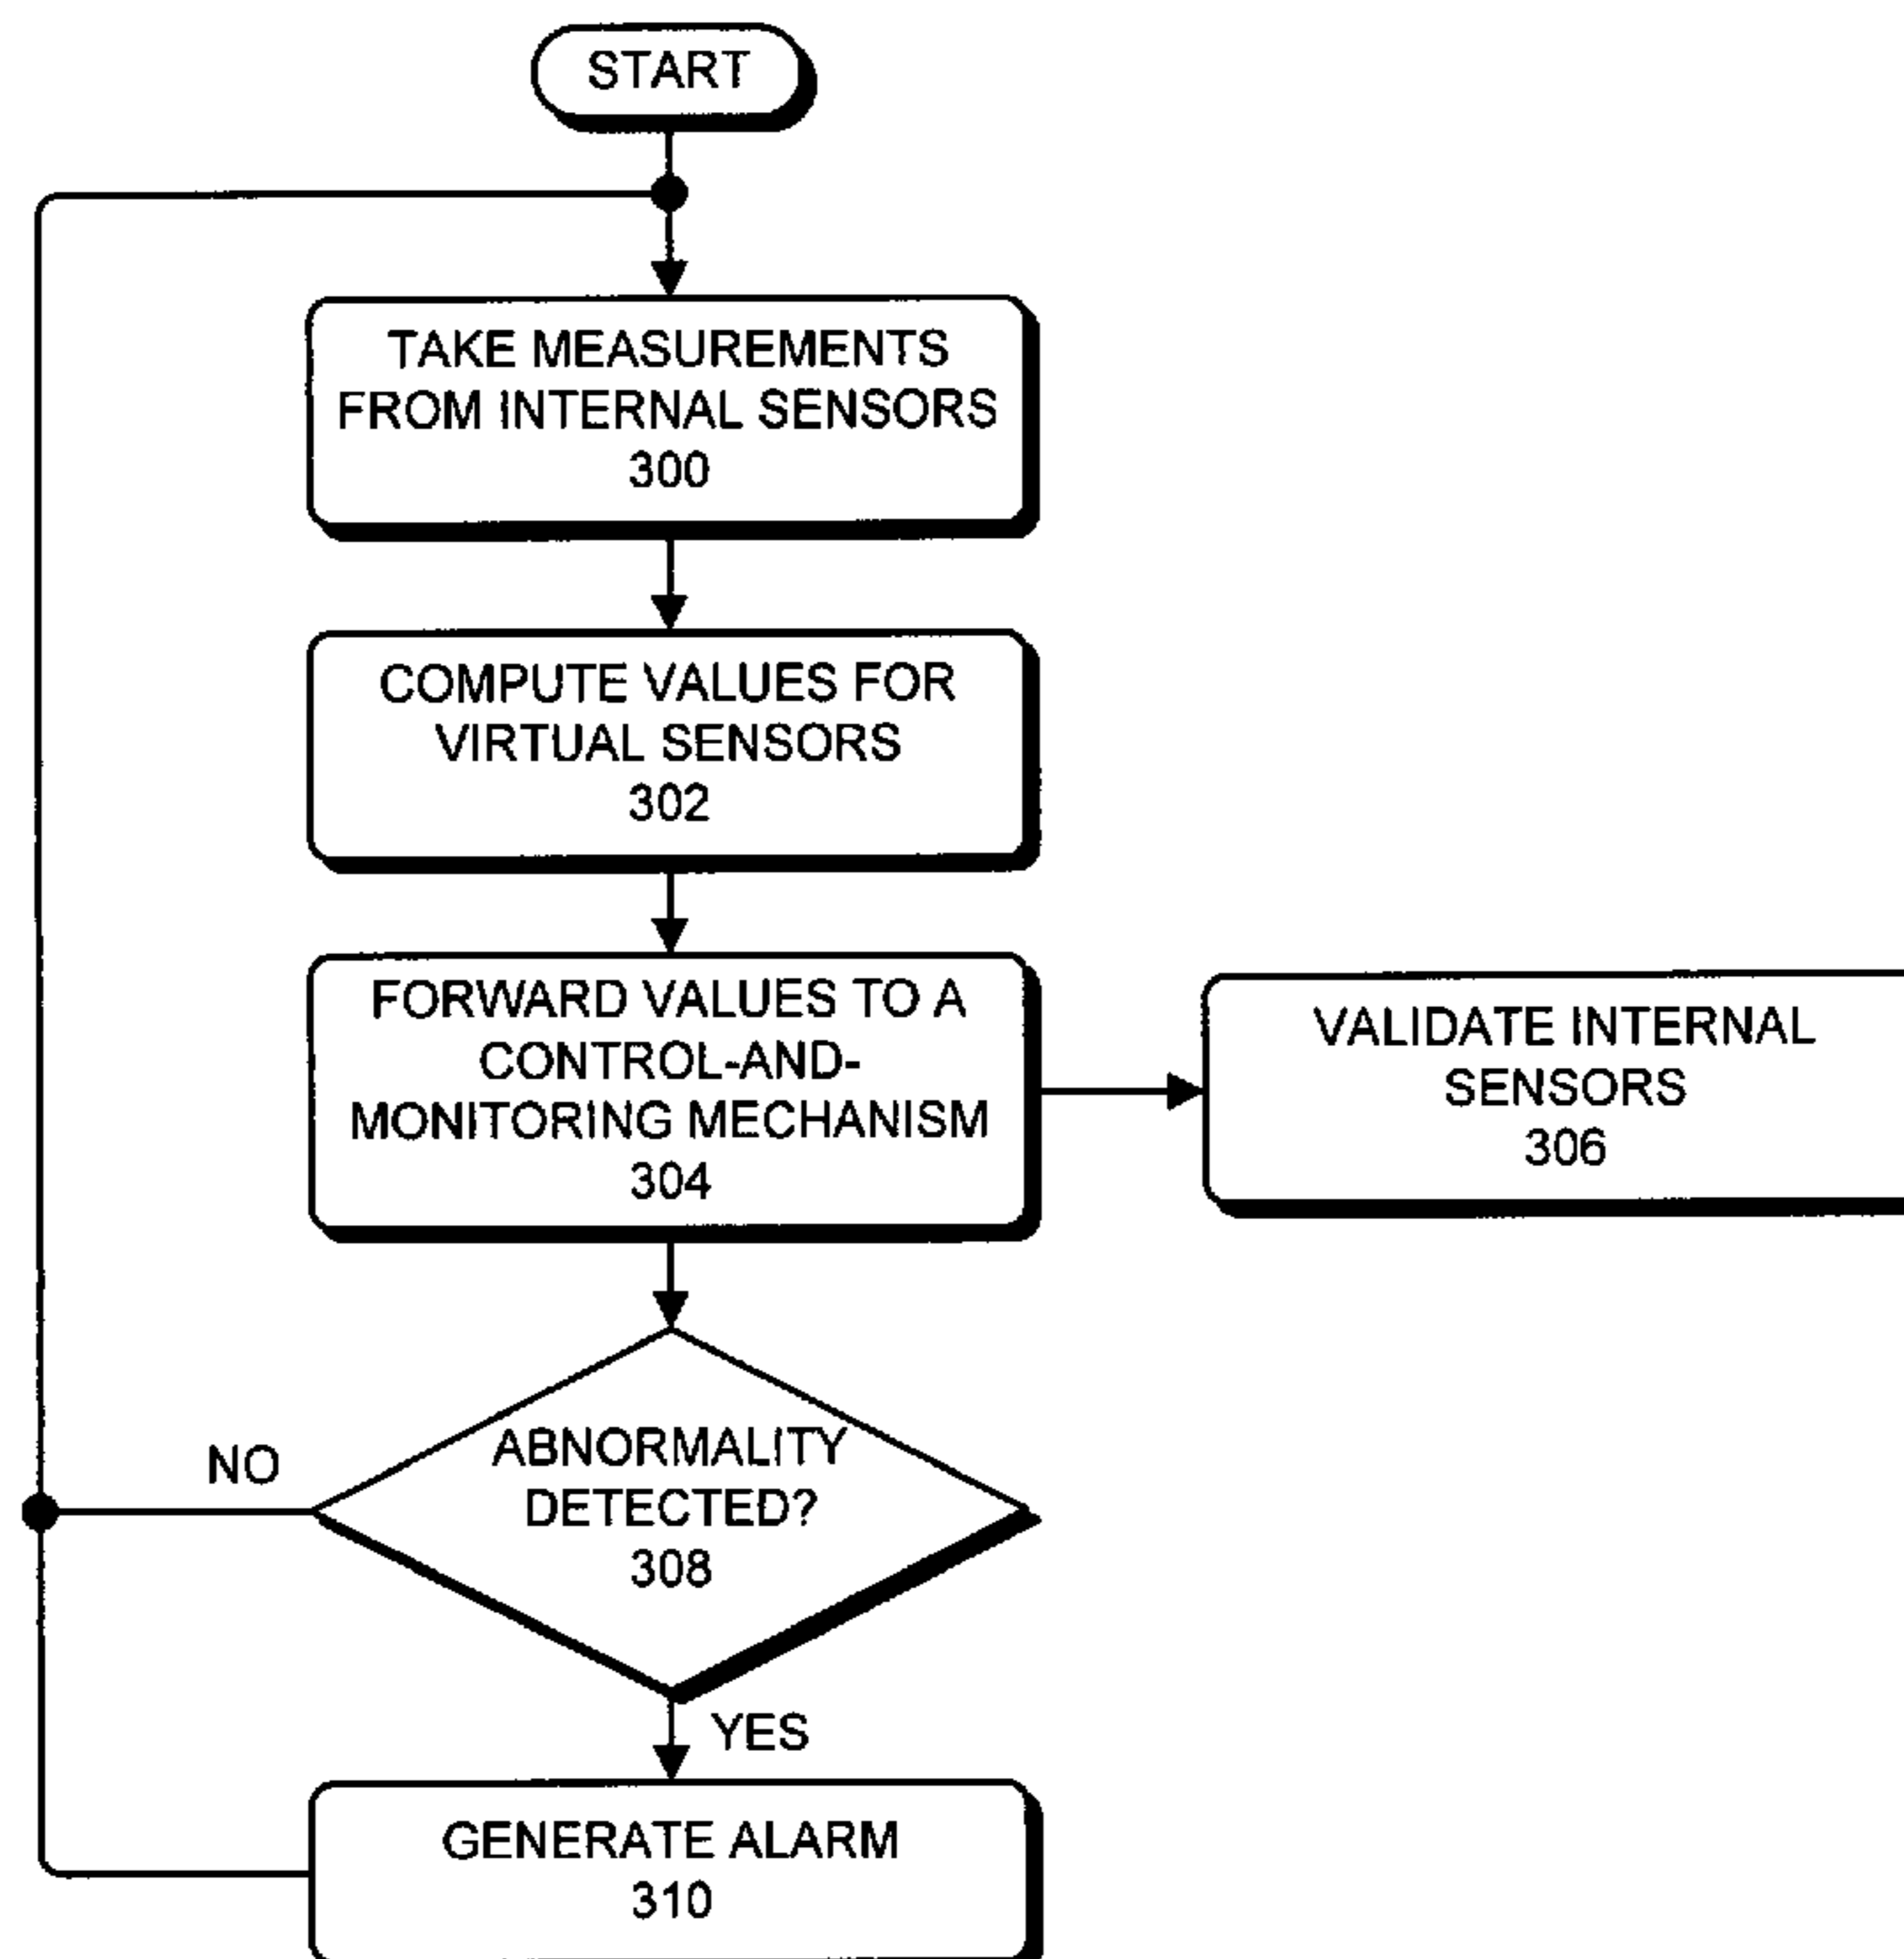 START
TAKE MEASUREMENTS
FROM INTERNAL SENSORS
300
COMPUTE VALUES FOR
VIRTUAL SENSORS
302
FORWARD VALUES TO A
CONTROL-AND-
MONITORING MECHANISM
304
VALIDATE INTERNAL
SENSORS
306
ABNORMALITY
DETECTED?
308
NO
YES
GENERATE ALARM
310